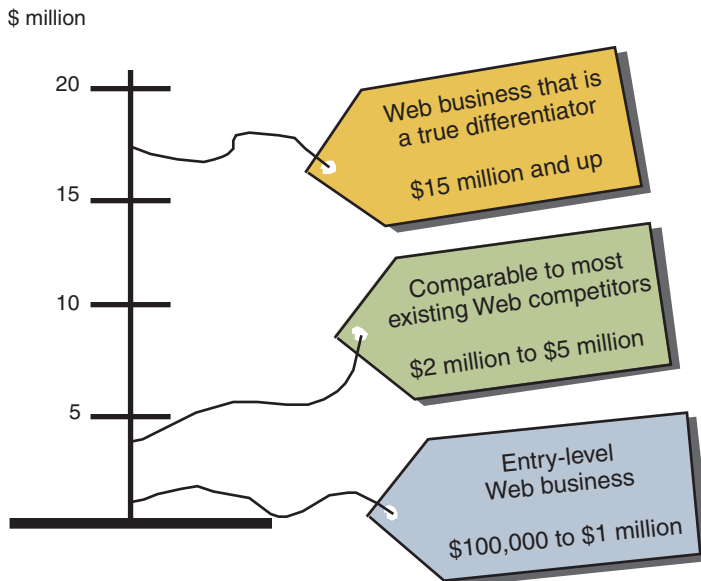 $ million
20
Web business that is
a true differentiator
$15 million and up
15
10
Comparable to most
existing Web competitors
$2 million to $5 million
5
Entry-level
Web business
$100,000 to $1 million